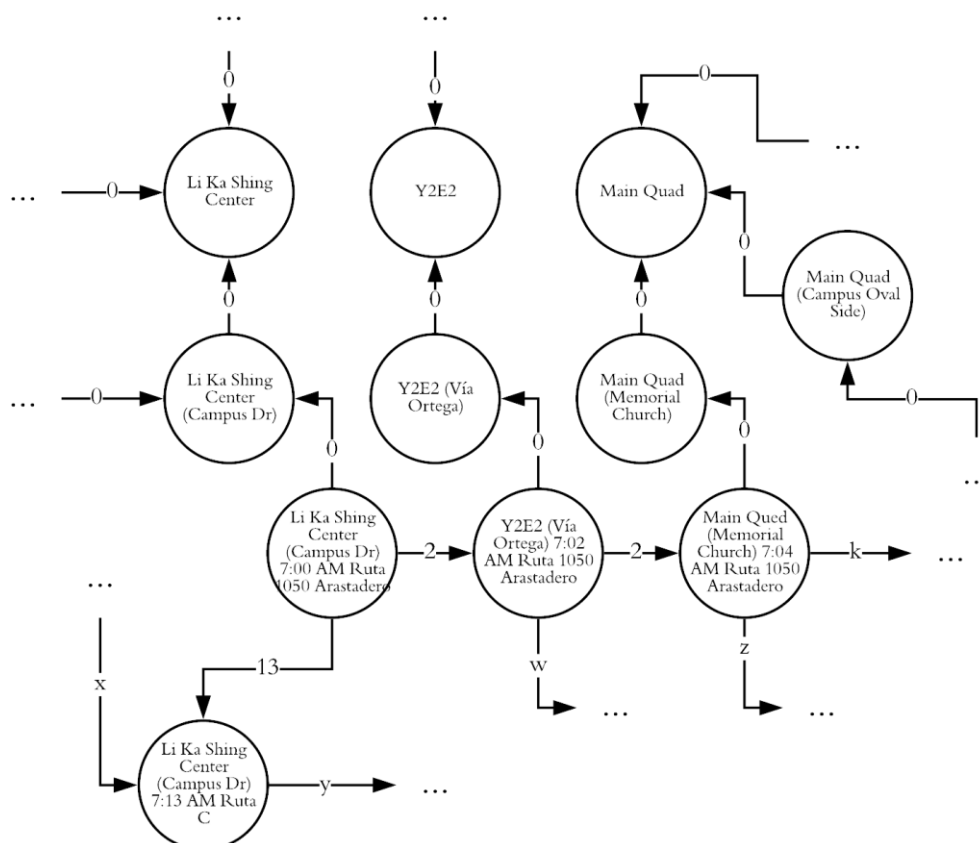 ...
...
0
0
0
...
Li Ka Shing
Center
Y2E2
Main Quad
...
0
0
Main Quad
(Campus Oval
Side)
0
0
0
...
0
Li Ka Shing
Center
(Campus Dr)
Y2E2 (Vía
Ortega)
Main Quad
(Memorial
Church)
0
0
0
0
...
Li Ka Shing
Center
(Campus Dr)
7:00 AM Ruta
1050 Arastadero
2
Y2E2 (Vía
Ortega) 7:02
AM Ruta 1050
Arastadero
2
Main Qued
(Memorial
Church) 7:04
AM Ruta 1050
Arastadero
k
...
...
13
w
z
x
...
...
Li Ka Shing
Center
(Campus Dr)
7:13 AM Ruta
C
y
...